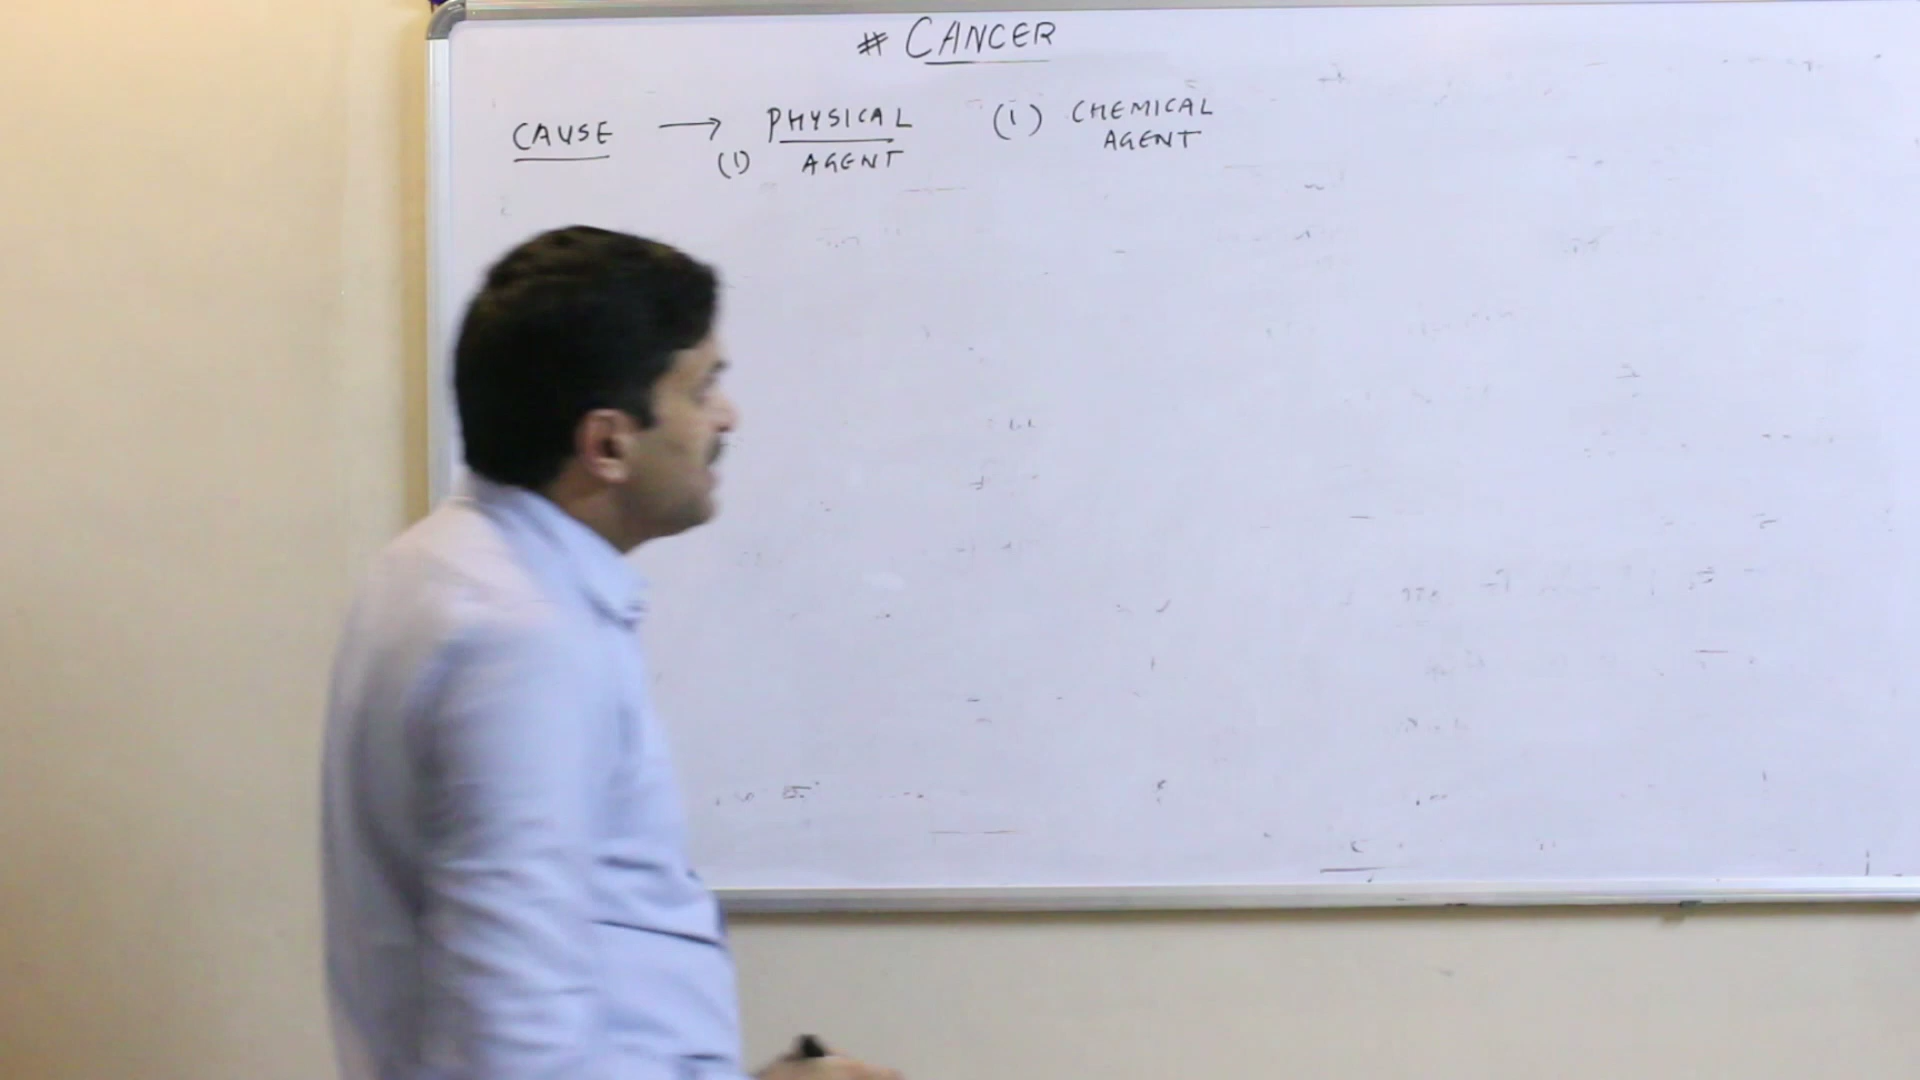 # CANCER
CAUSE → PHYSICAL (1) CHEMICAL
(1) AGENT AGENT